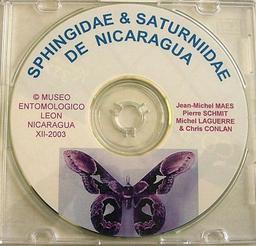 SPHINGIDAE & SATURNIIDAE
DE NICARAGUA
© MUSEO
ENTOMOLOGICO
LEON
NICARAGUA
XII-2003
Jean-Michel MAES
Pierre SCHMIT
Michel LAGUERRE
& Chris CONLAN